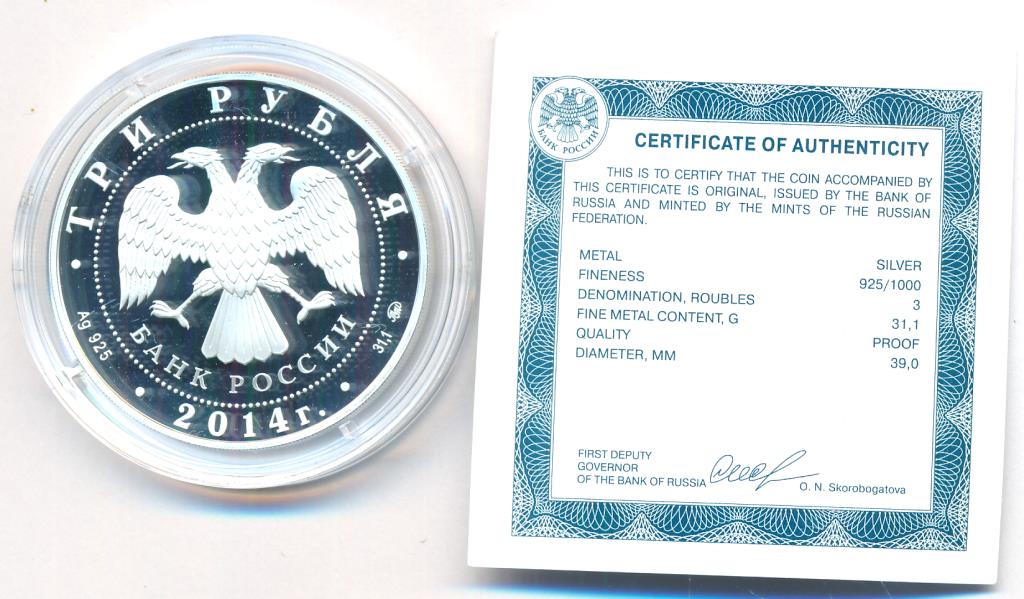 ТРИ РУБЛЯ
Ag 925
31,1
БАНК РОССИИ
2014 г.
БАНК РОССИИ
CERTIFICATE OF AUTHENTICITY
THIS IS TO CERTIFY THAT THE COIN ACCOMPANIED BY
THIS CERTIFICATE IS ORIGINAL, ISSUED BY THE BANK OF
RUSSIA AND MINTED BY THE MINTS OF THE RUSSIAN
FEDERATION.
METAL SILVER
FINENESS 925/1000
DENOMINATION, ROUBLES 3
FINE METAL CONTENT, G 31,1
QUALITY PROOF
DIAMETER, MM 39,0
FIRST DEPUTY
GOVERNOR
OF THE BANK OF RUSSIA O. N. Skorobogatova